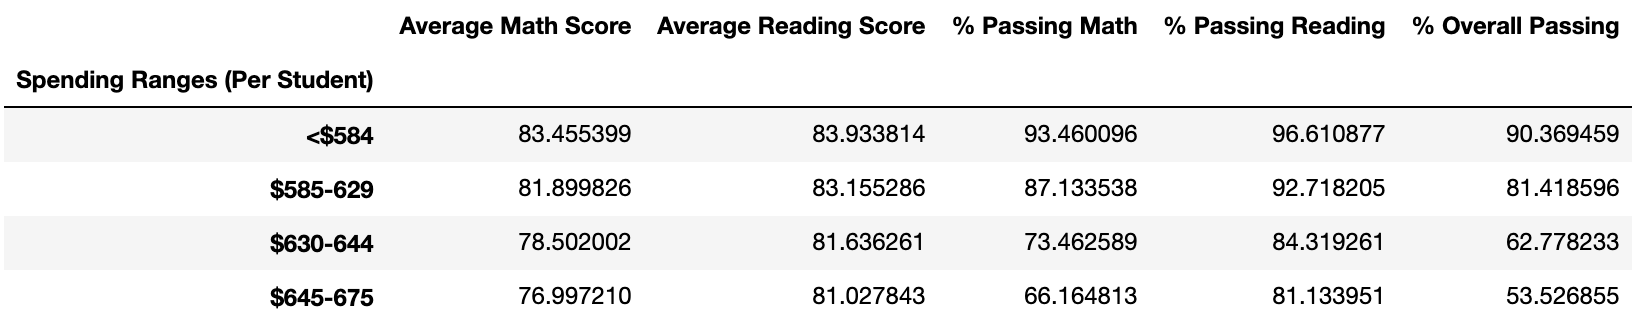 Average Math Score Average Reading Score % Passing Math % Passing Reading % Overall Passing
Spending Ranges (Per Student)
<$584 83.455399 83.933814 93.460096 96.610877 90.369459
$585-629 81.899826 83.155286 87.133538 92.718205 81.418596
$630-644 78.502002 81.636261 73.462589 84.319261 62.778233
$645-675 76.997210 81.027843 66.164813 81.133951 53.526855